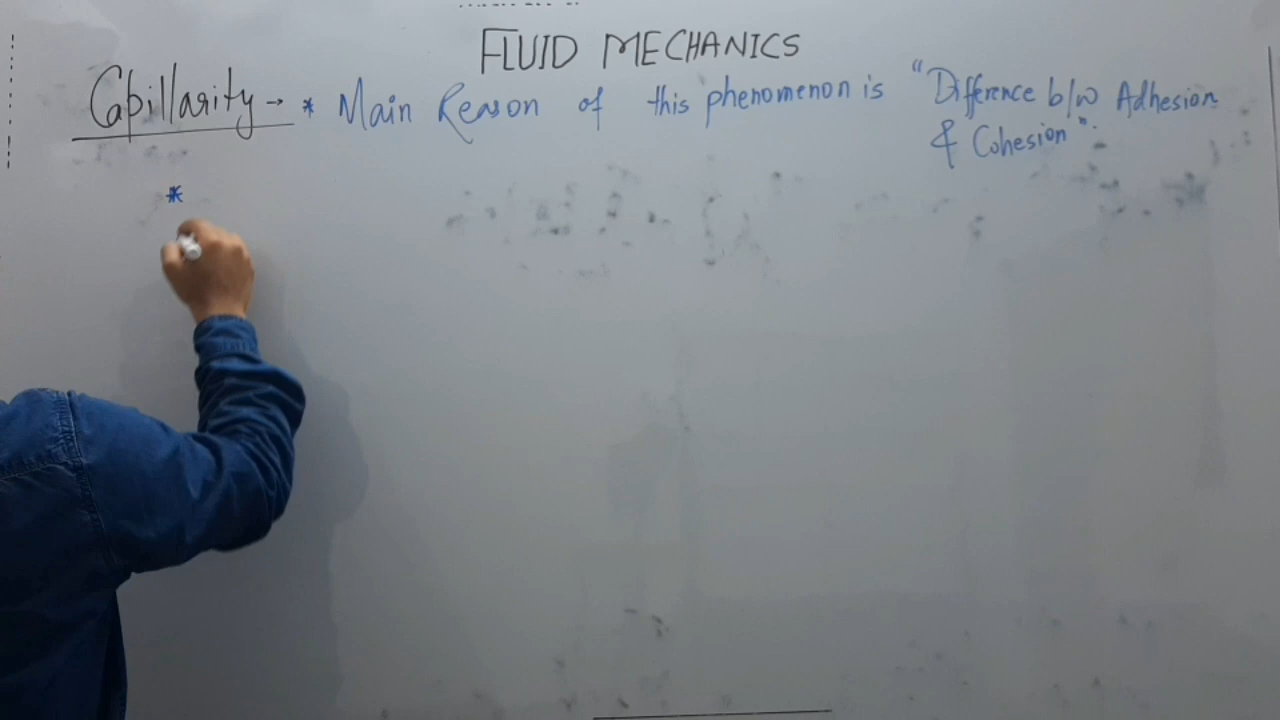 FLUID MECHANICS
Capillarity → * Main Reason of this phenomenon is "Difference b/w Adhesion
& Cohesion".
*